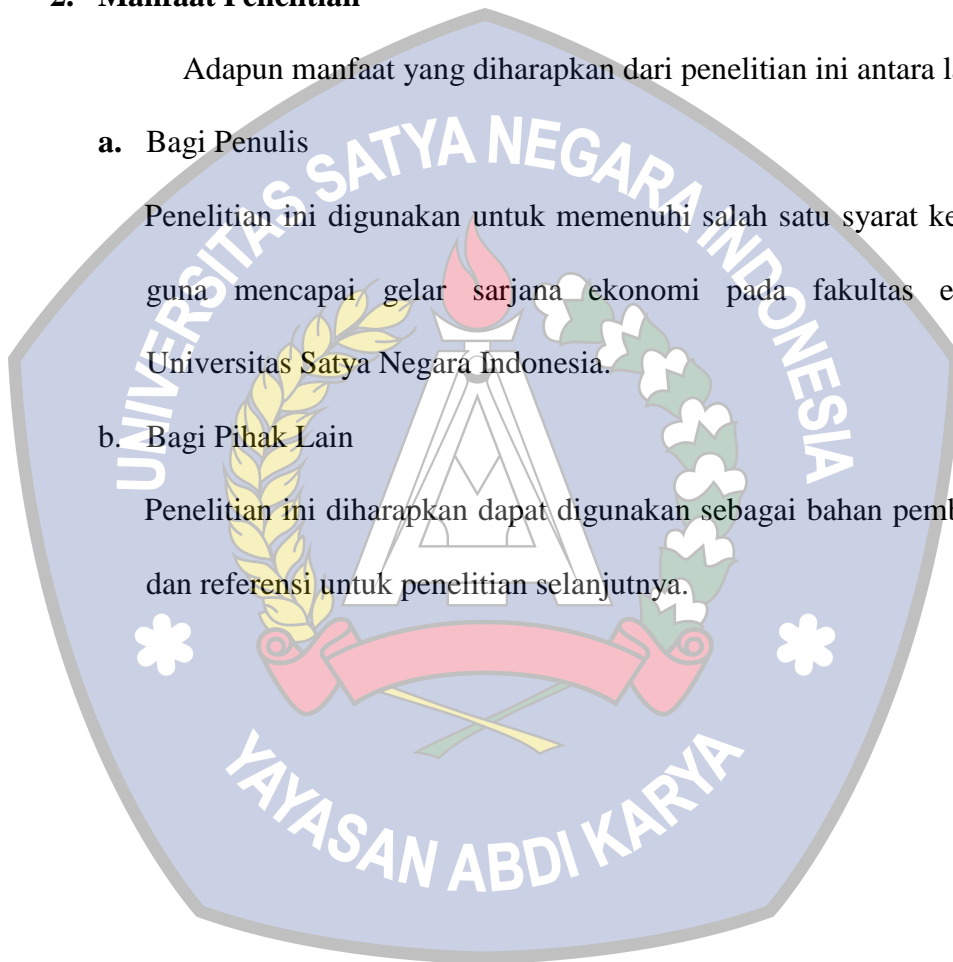 2. Manfaat Penelitian
Adapun manfaat yang diharapkan dari penelitian ini antara
a. Bagi Penulis
Penelitian ini digunakan untuk memenuhi salah satu syarat
guna mencapai gelar sarjana ekonomi pada fakultas
Universitas Satya Negara Indonesia.
b. Bagi Pihak Lain
Penelitian ini diharapkan dapat digunakan sebagai bahan
dan referensi untuk penelitian selanjutnya.
UNIVERSITAS SATYA NEGARA INDONESIA
YAYASAN ABDI KARYA